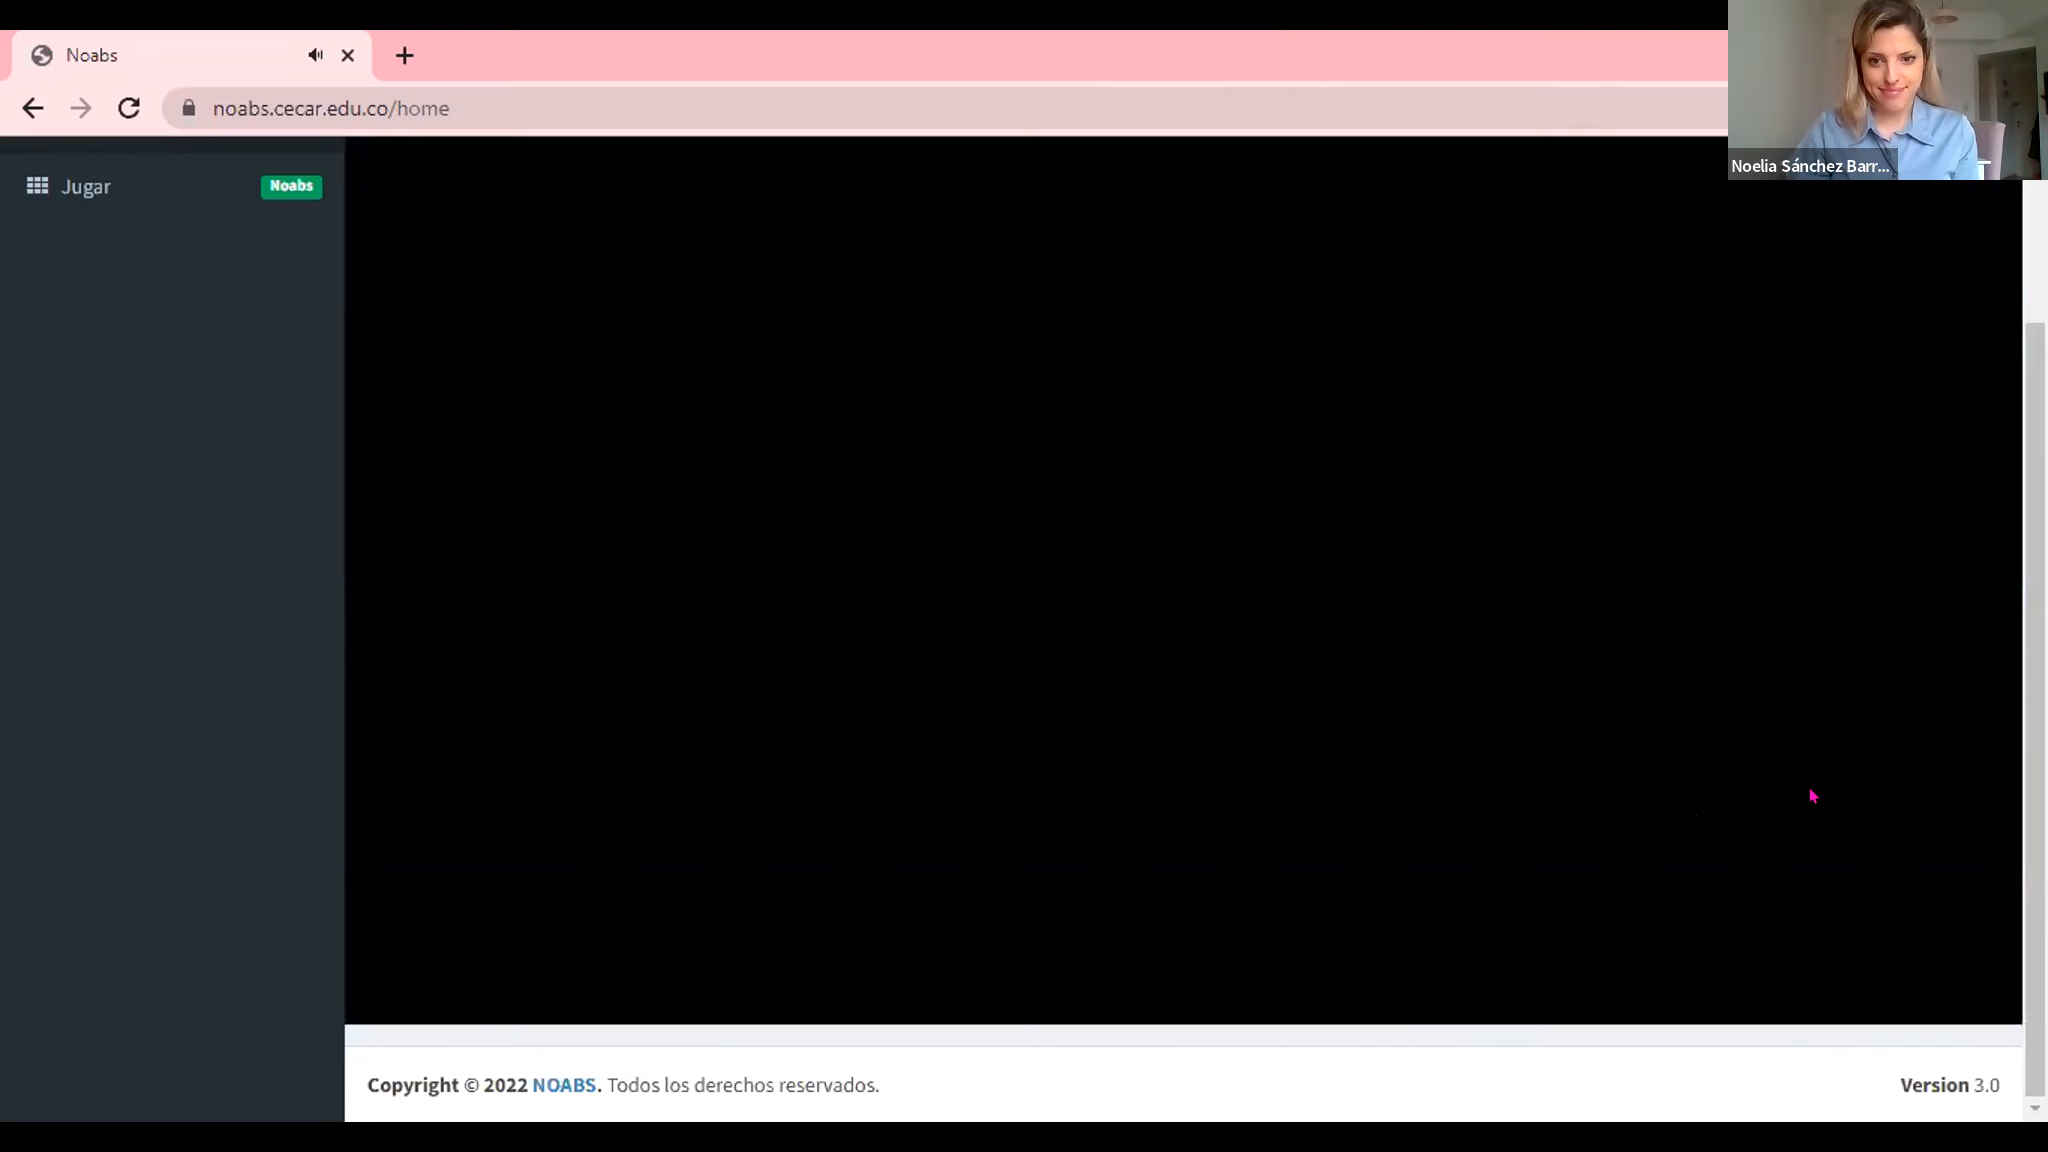 Noabs
noabs.cecar.edu.co/home
Noelia Sánchez Barr...
Jugar
Noabs
Copyright © 2022 NOABS. Todos los derechos reservados.
Version 3.0